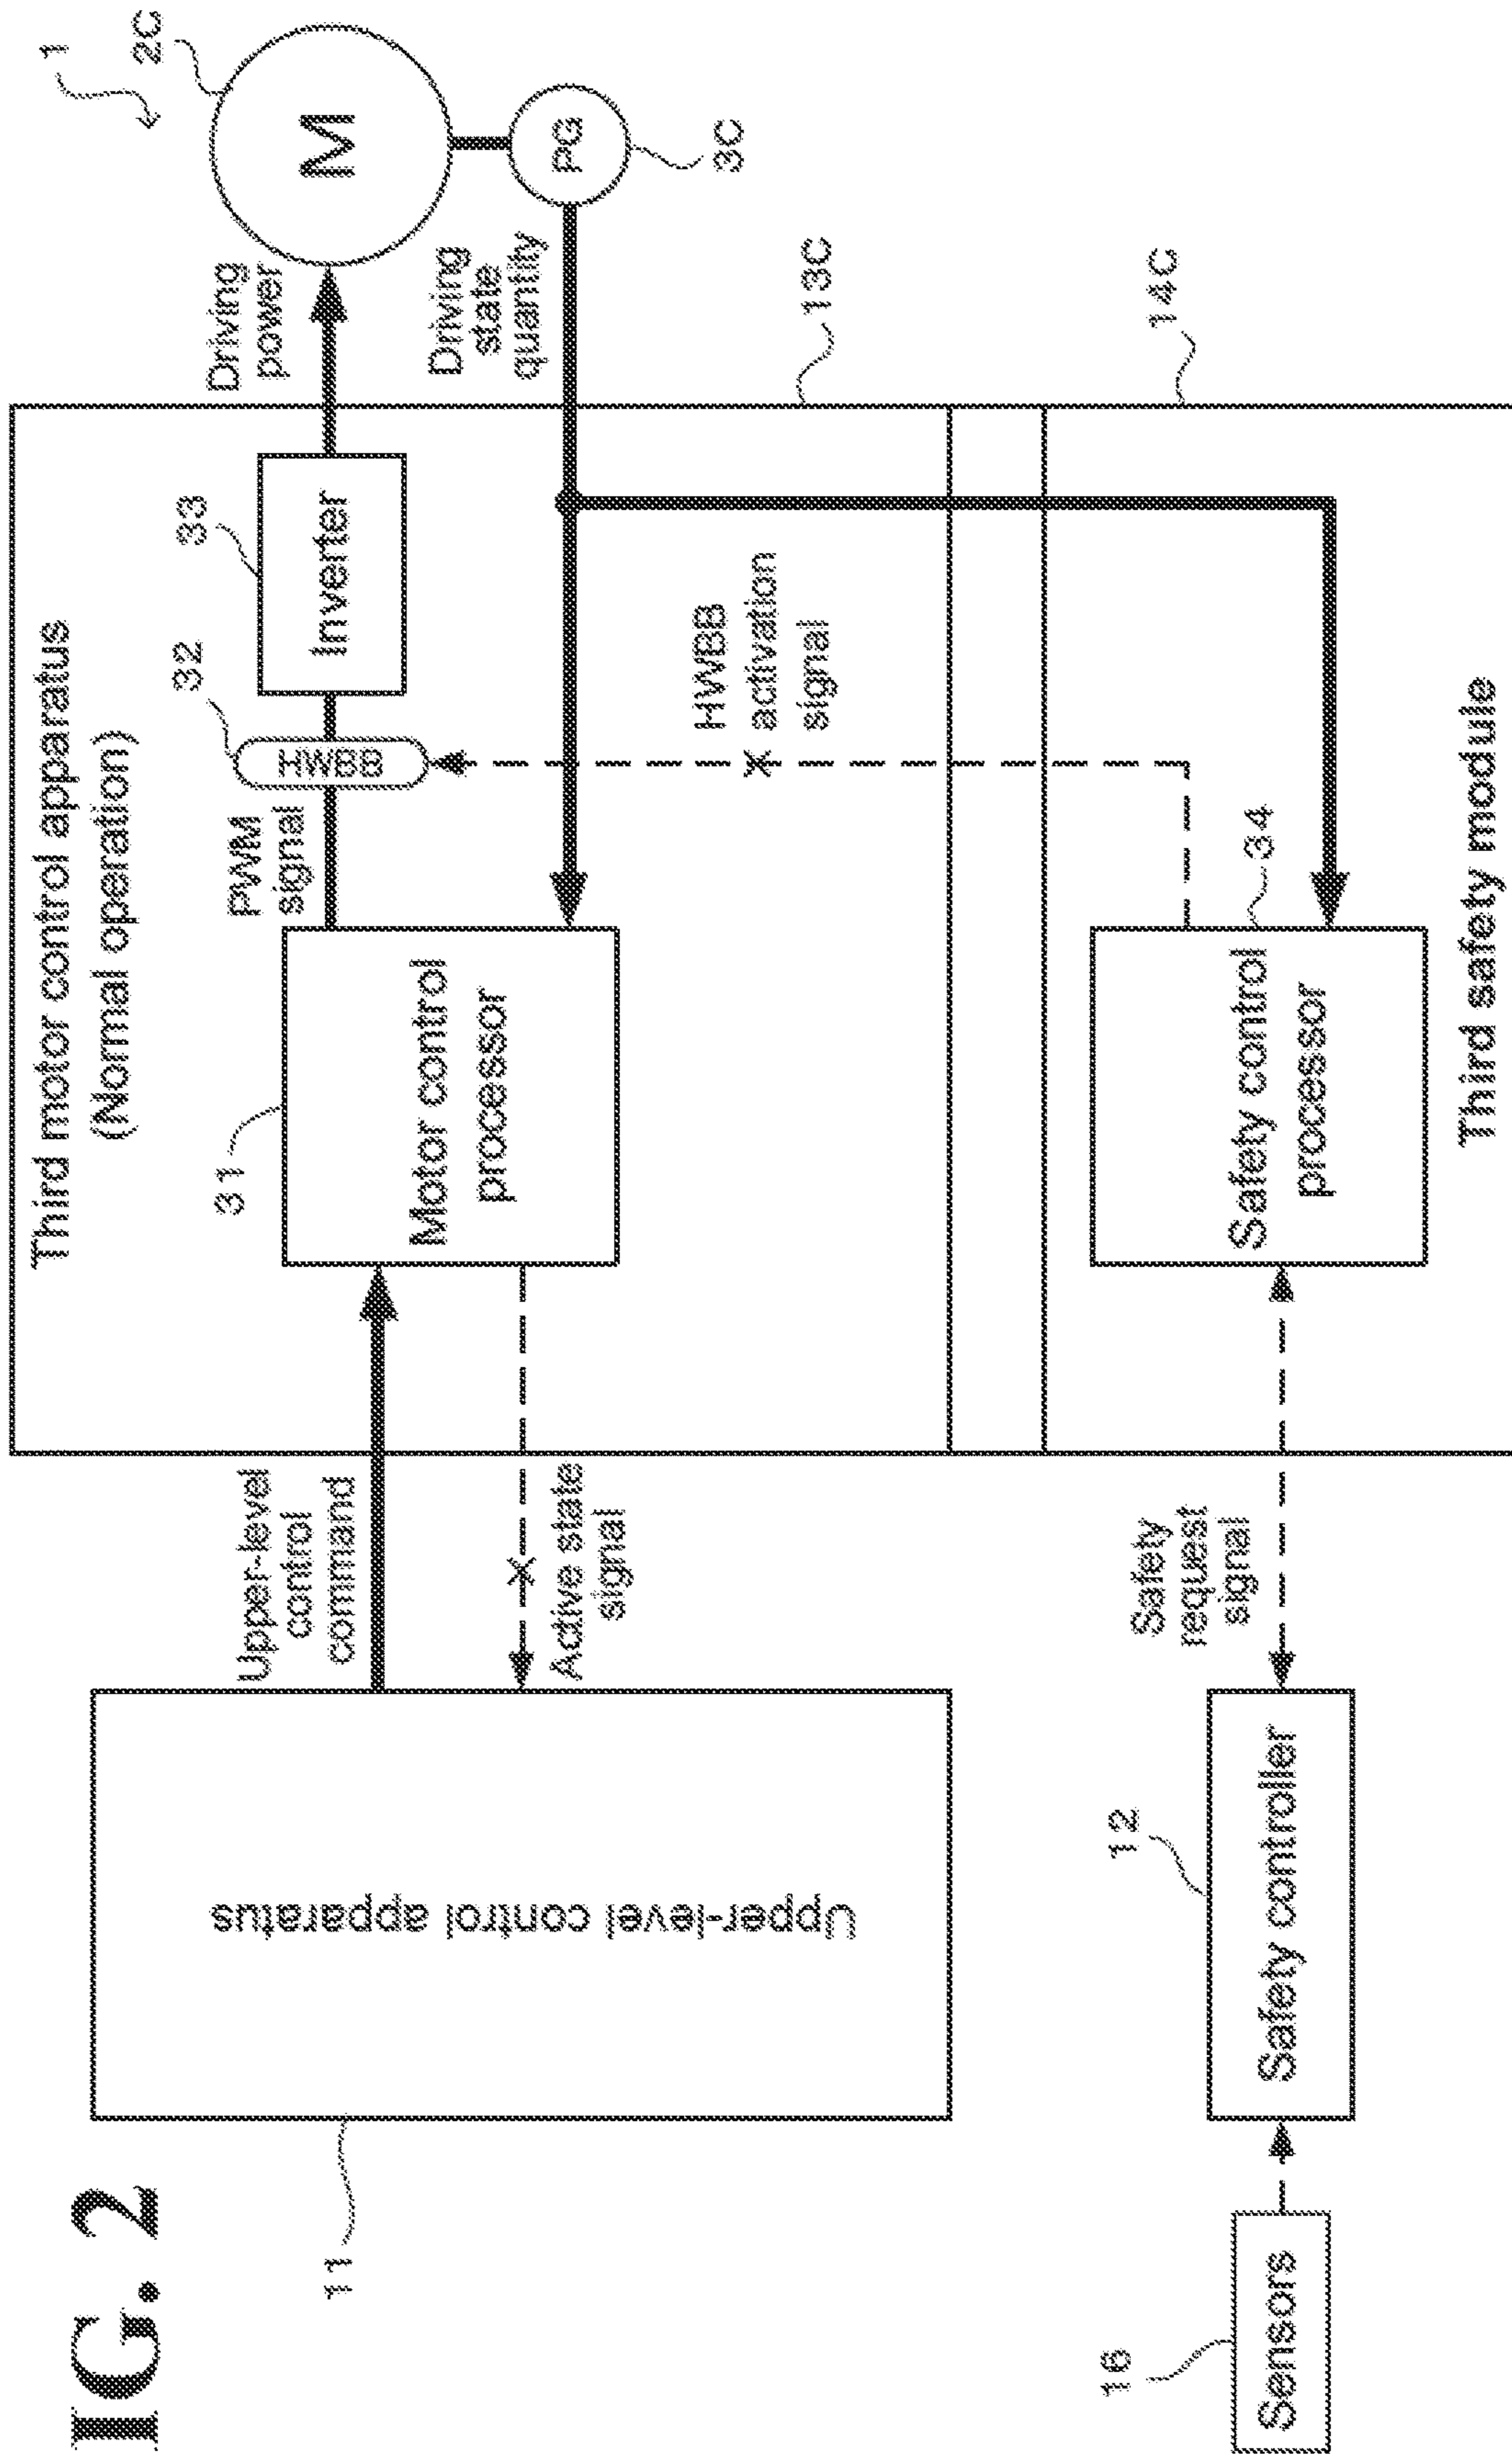 IG. 2
1
Third motor control apparatus
(Normal operation)
2C
M
PG
3C
Driving
power
Driving
state
quantity
33
Inverter
32
HWBB
PWM
signal
31
Motor control
processor
HWBB
activation
signal
13C
14C
34
Safety control
processor
Third safety module
Upper-level
control
command
Active state
signal
Safety
request
signal
Upper-level control apparatus
11
12
Safety controller
16
Sensors